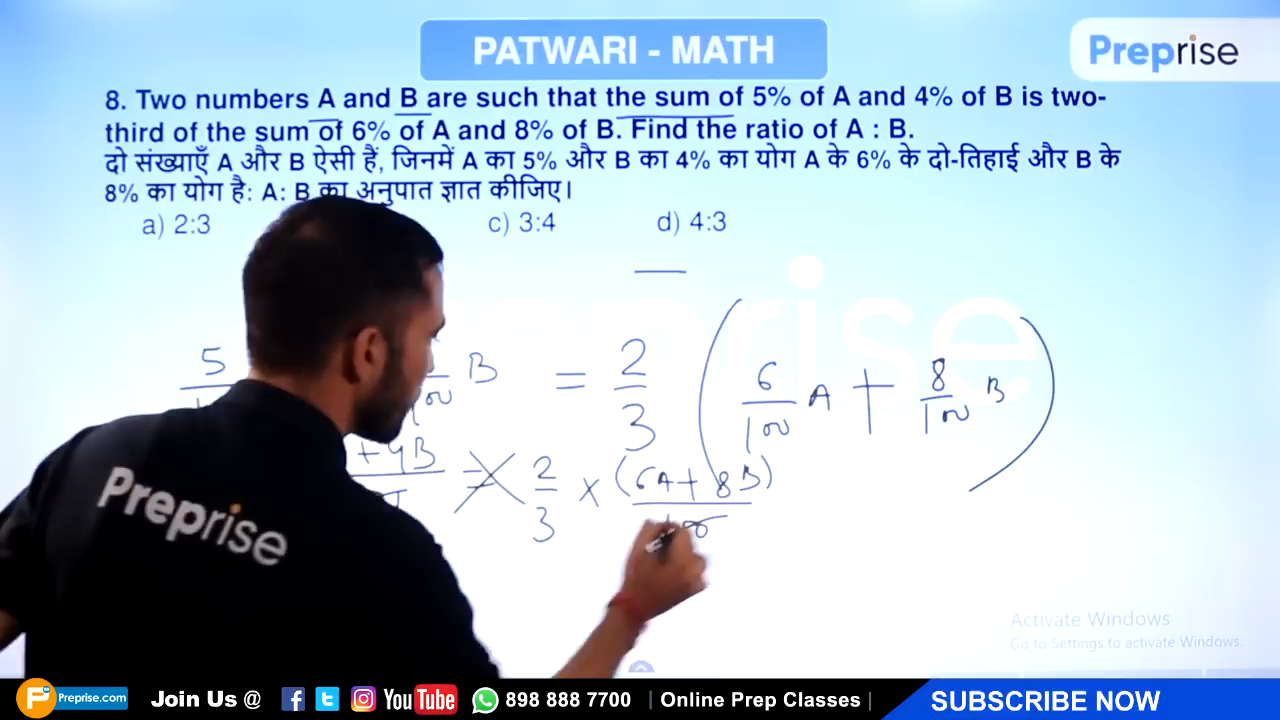 PATWARI - MATH
Preprise
8. Two numbers A and B are such that the sum of 5% of A and 4% of B is two-
third of the sum of 6% of A and 8% of B. Find the ratio of A : B.
दो संख्याएँ A और B ऐसी हैं, जिनमें A का 5% और B का 4% का योग A के 6% के दो-तिहाई और B के
8% का योग है: A: B का अनुपात ज्ञात कीजिए।
a) 2:3 c) 3:4 d) 4:3
5 B = 2/3 ( 6/100 A + 8/100 B )
+ 4B = 2/3 × (6A + 8B)
Preprise
Activate Windows
Go to Settings to activate Windows.
P Preprise.com Join Us @ YouTube 898 888 7700 | Online Prep Classes | SUBSCRIBE NOW